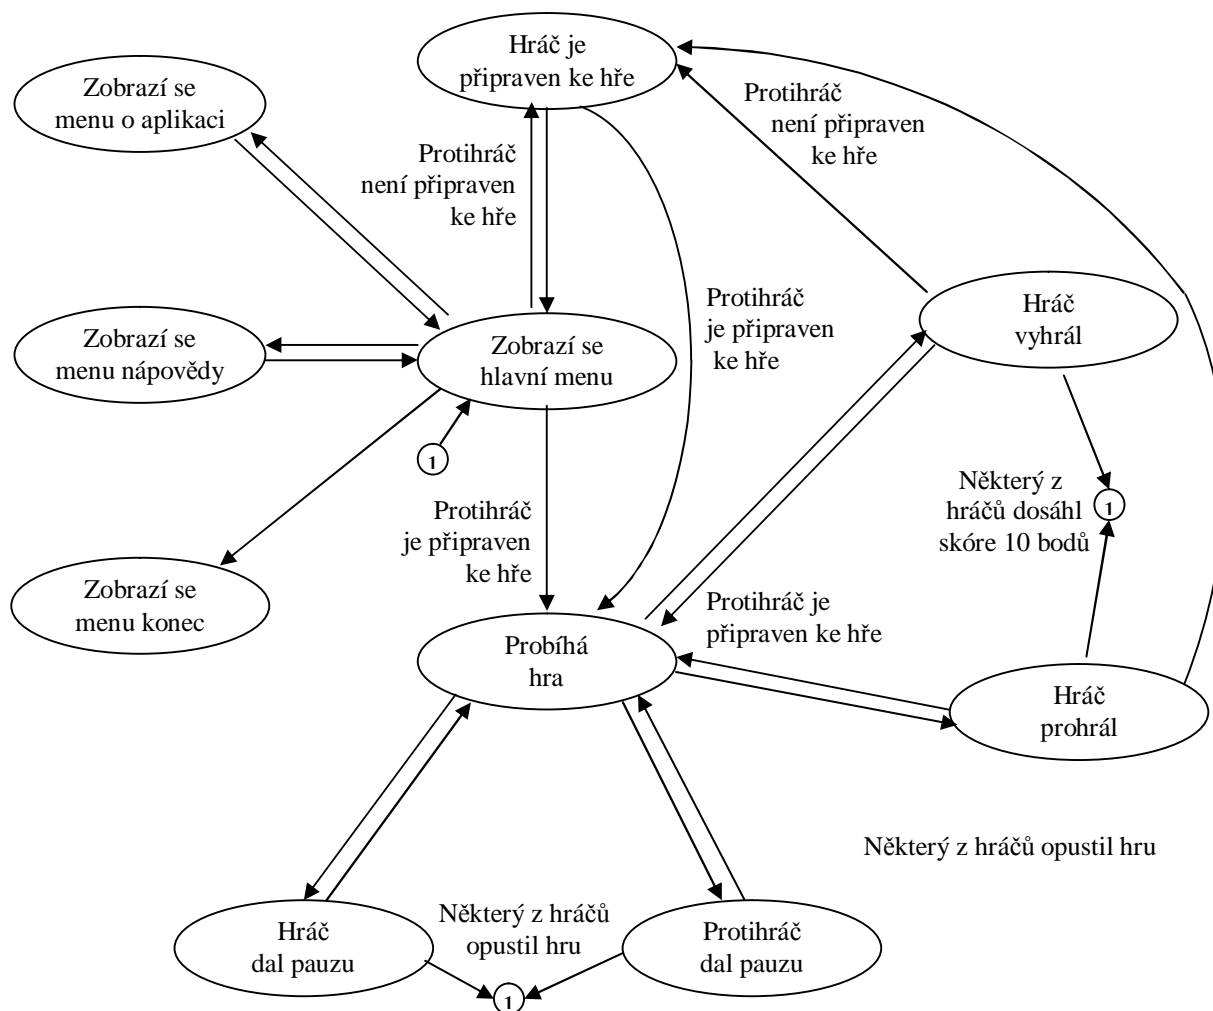 Hráč je
připraven ke hře
Zobrazí se
menu o aplikaci
Protihráč
není připraven
ke hře
Protihráč
není připraven
ke hře
Protihráč
je připraven
ke hře
Hráč
vyhrál
Zobrazí se
menu nápovědy
Zobrazí se
hlavní menu
1
Některý z
hráčů dosáhl
skóre 10 bodů
1
Protihráč
je připraven
ke hře
Zobrazí se
menu konec
Protihráč je
připraven ke hře
Probíhá
hra
Hráč
prohrál
Některý z hráčů opustil hru
Hráč
dal pauzu
Některý z hráčů
opustil hru
Protihráč
dal pauzu
1